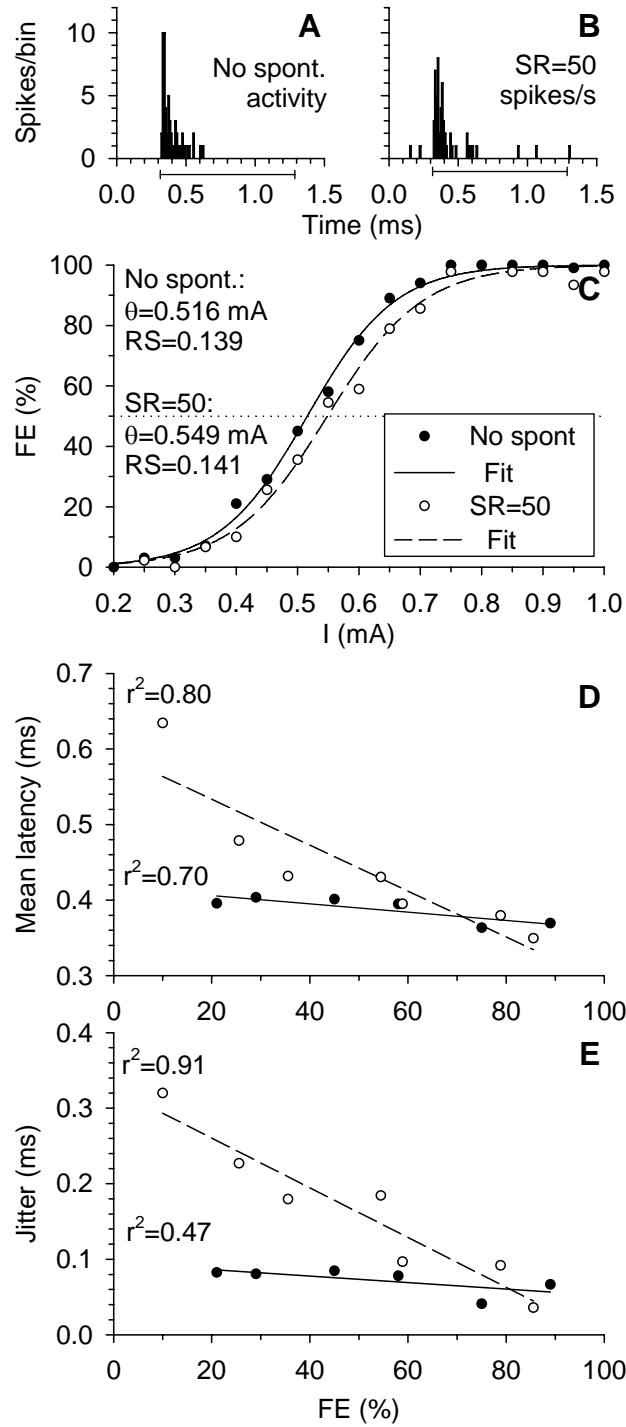 A
B
Spikes/bin
10
5
0
No spont.
activity
SR=50
spikes/s
0.0 0.5 1.0 1.5
0.0 0.5 1.0 1.5
Time (ms)
C
FE (%)
100
80
60
40
20
0
No spont.:
θ=0.516 mA
RS=0.139
SR=50:
θ=0.549 mA
RS=0.141
No spont
Fit
SR=50
Fit
0.2 0.3 0.4 0.5 0.6 0.7 0.8 0.9 1.0
I (mA)
D
Mean latency (ms)
0.7
0.6
0.5
0.4
0.3
r²=0.80
r²=0.70
0 20 40 60 80 100
E
Jitter (ms)
0.4
0.3
0.2
0.1
0.0
r²=0.91
r²=0.47
0 20 40 60 80 100
FE (%)